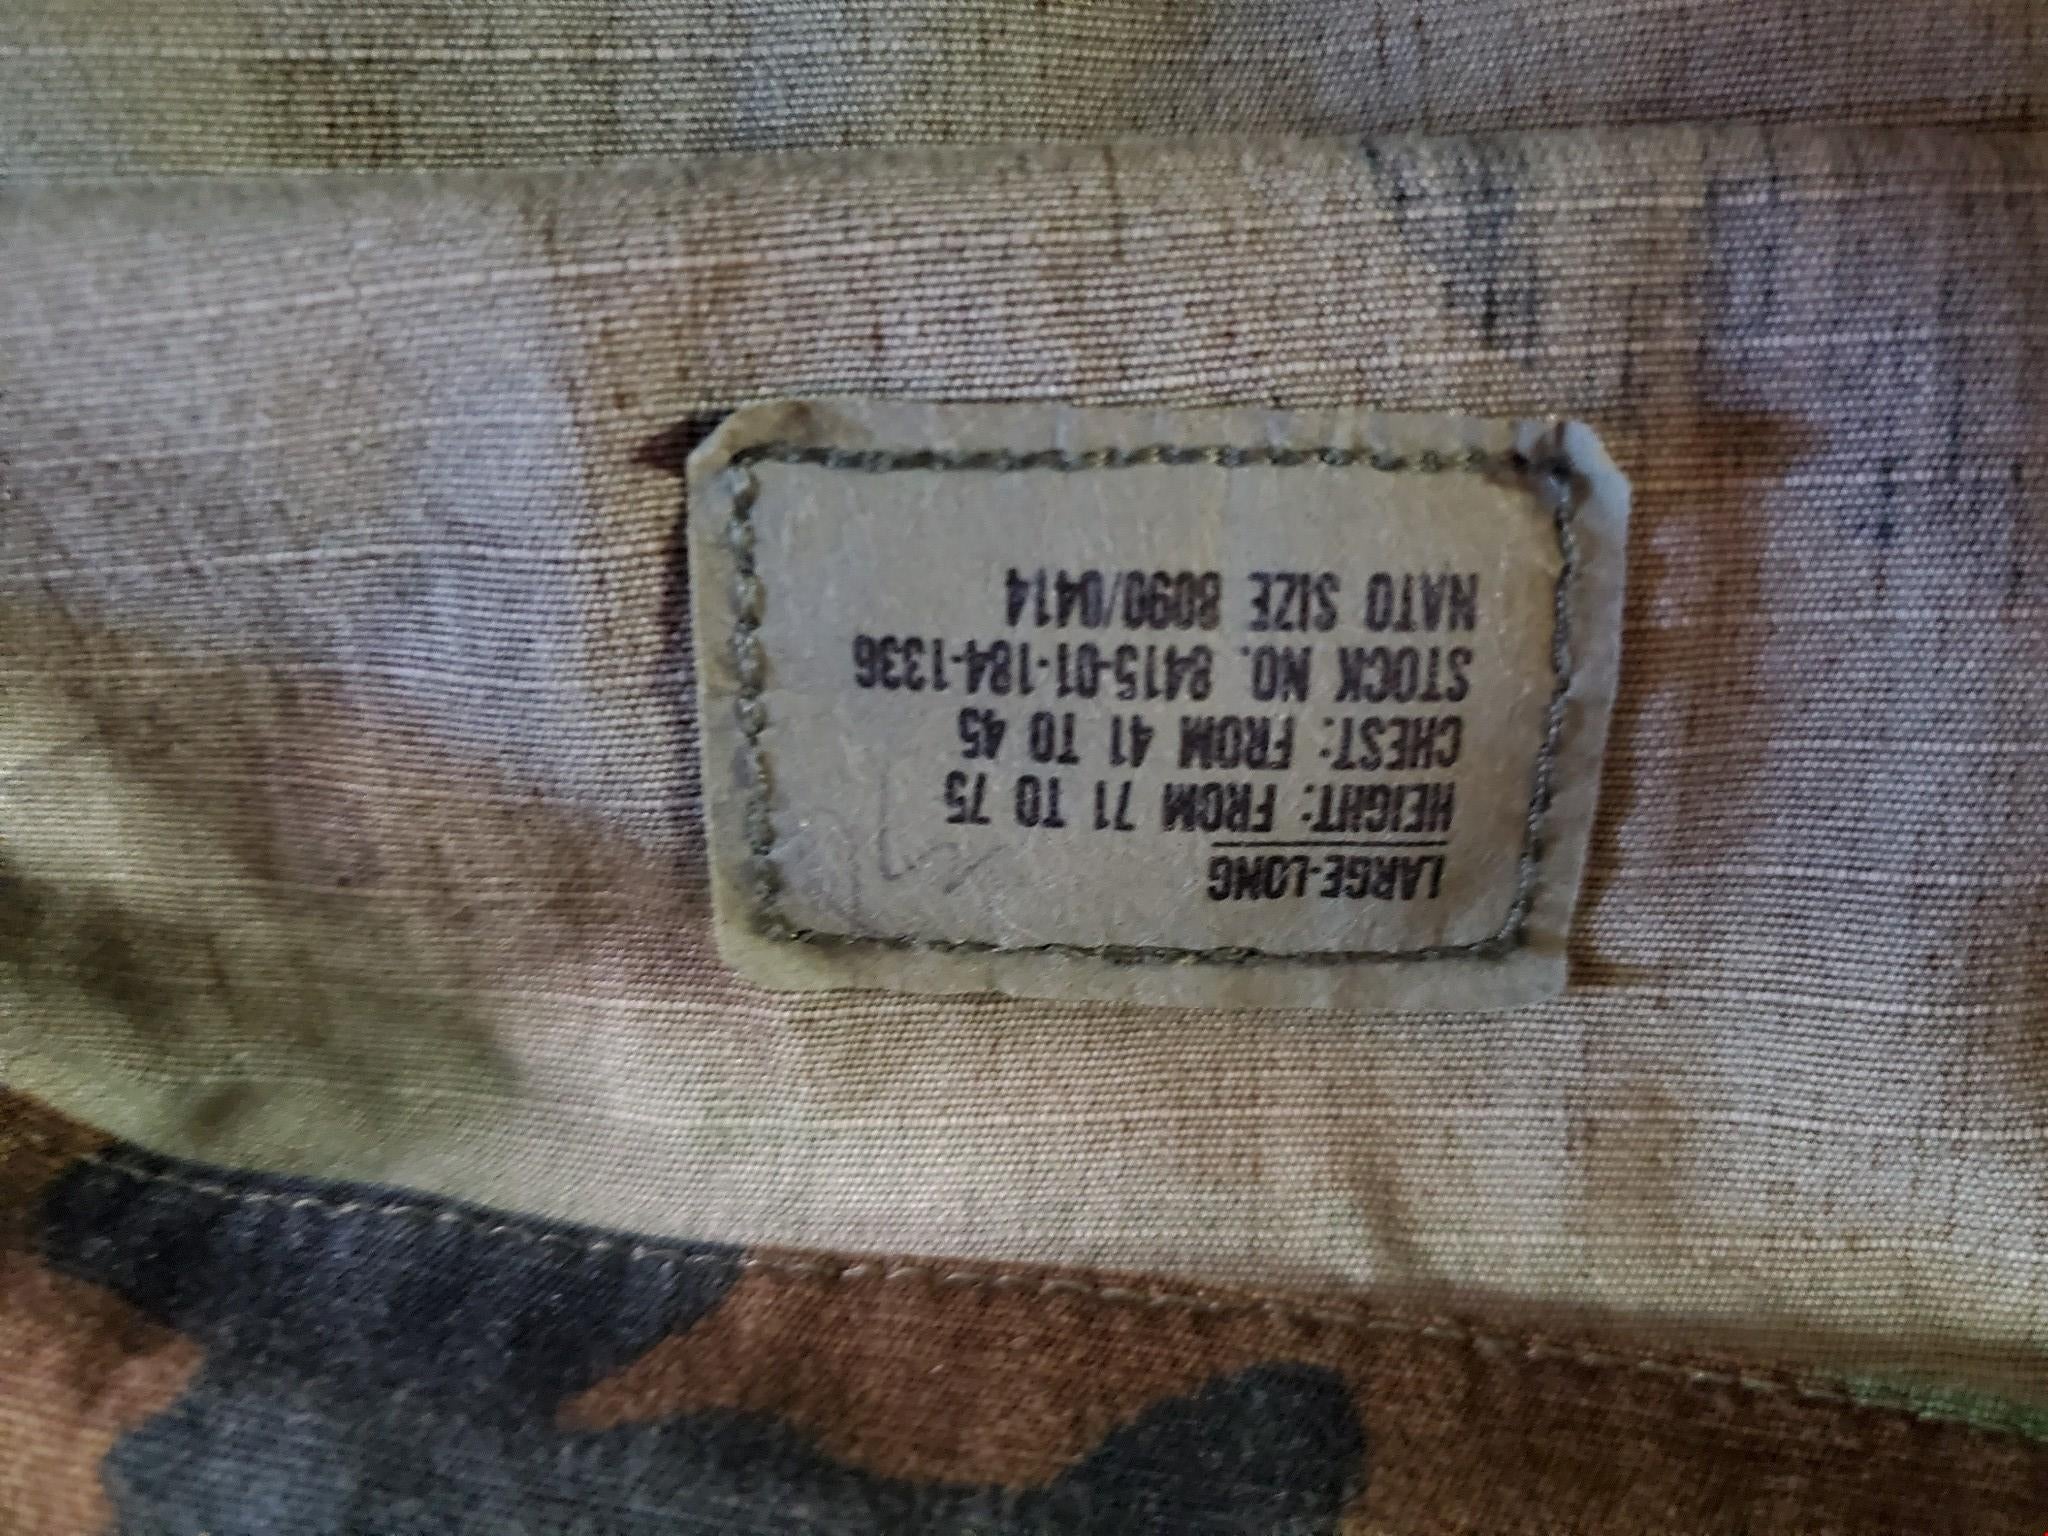 LARGE-LONG
HEIGHT: FROM 71 TO 75
CHEST: FROM 41 TO 45
STOCK NO. 8415-01-184-1336
NATO SIZE 8090/0414